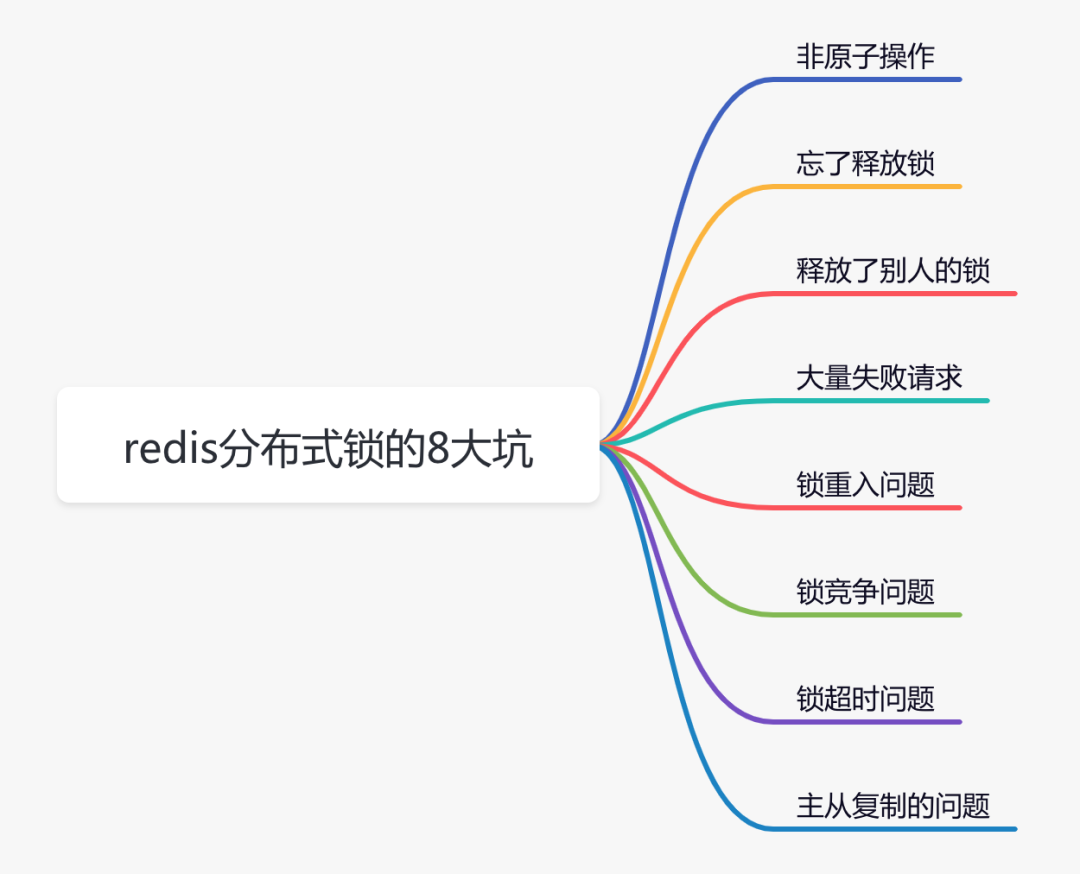 redis分布式锁的8大坑
非原子操作
忘了释放锁
释放了别人的锁
大量失败请求
锁重入问题
锁竞争问题
锁超时问题
主从复制的问题